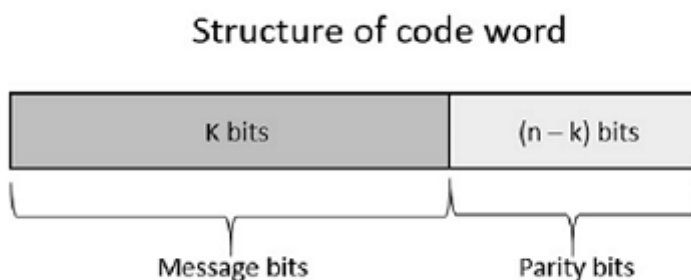 Structure of code word
K bits
(n – k) bits
Message bits
Parity bits